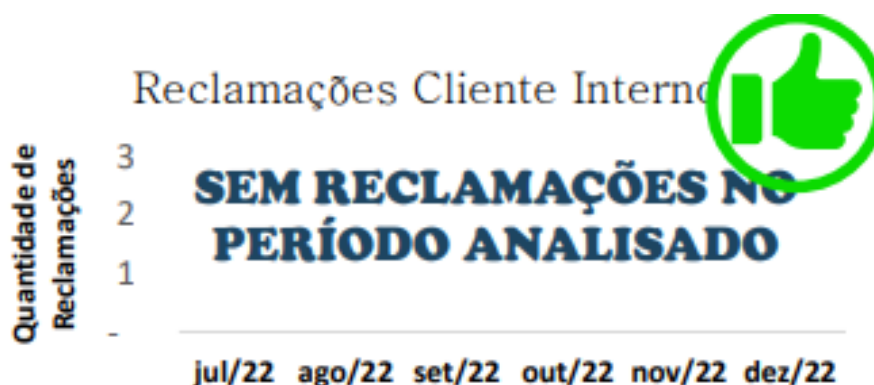 Reclamações Cliente Interno
Quantidade de
Reclamações
3
2
1
-
SEM RECLAMAÇÕES NO
PERÍODO ANALISADO
jul/22 ago/22 set/22 out/22 nov/22 dez/22